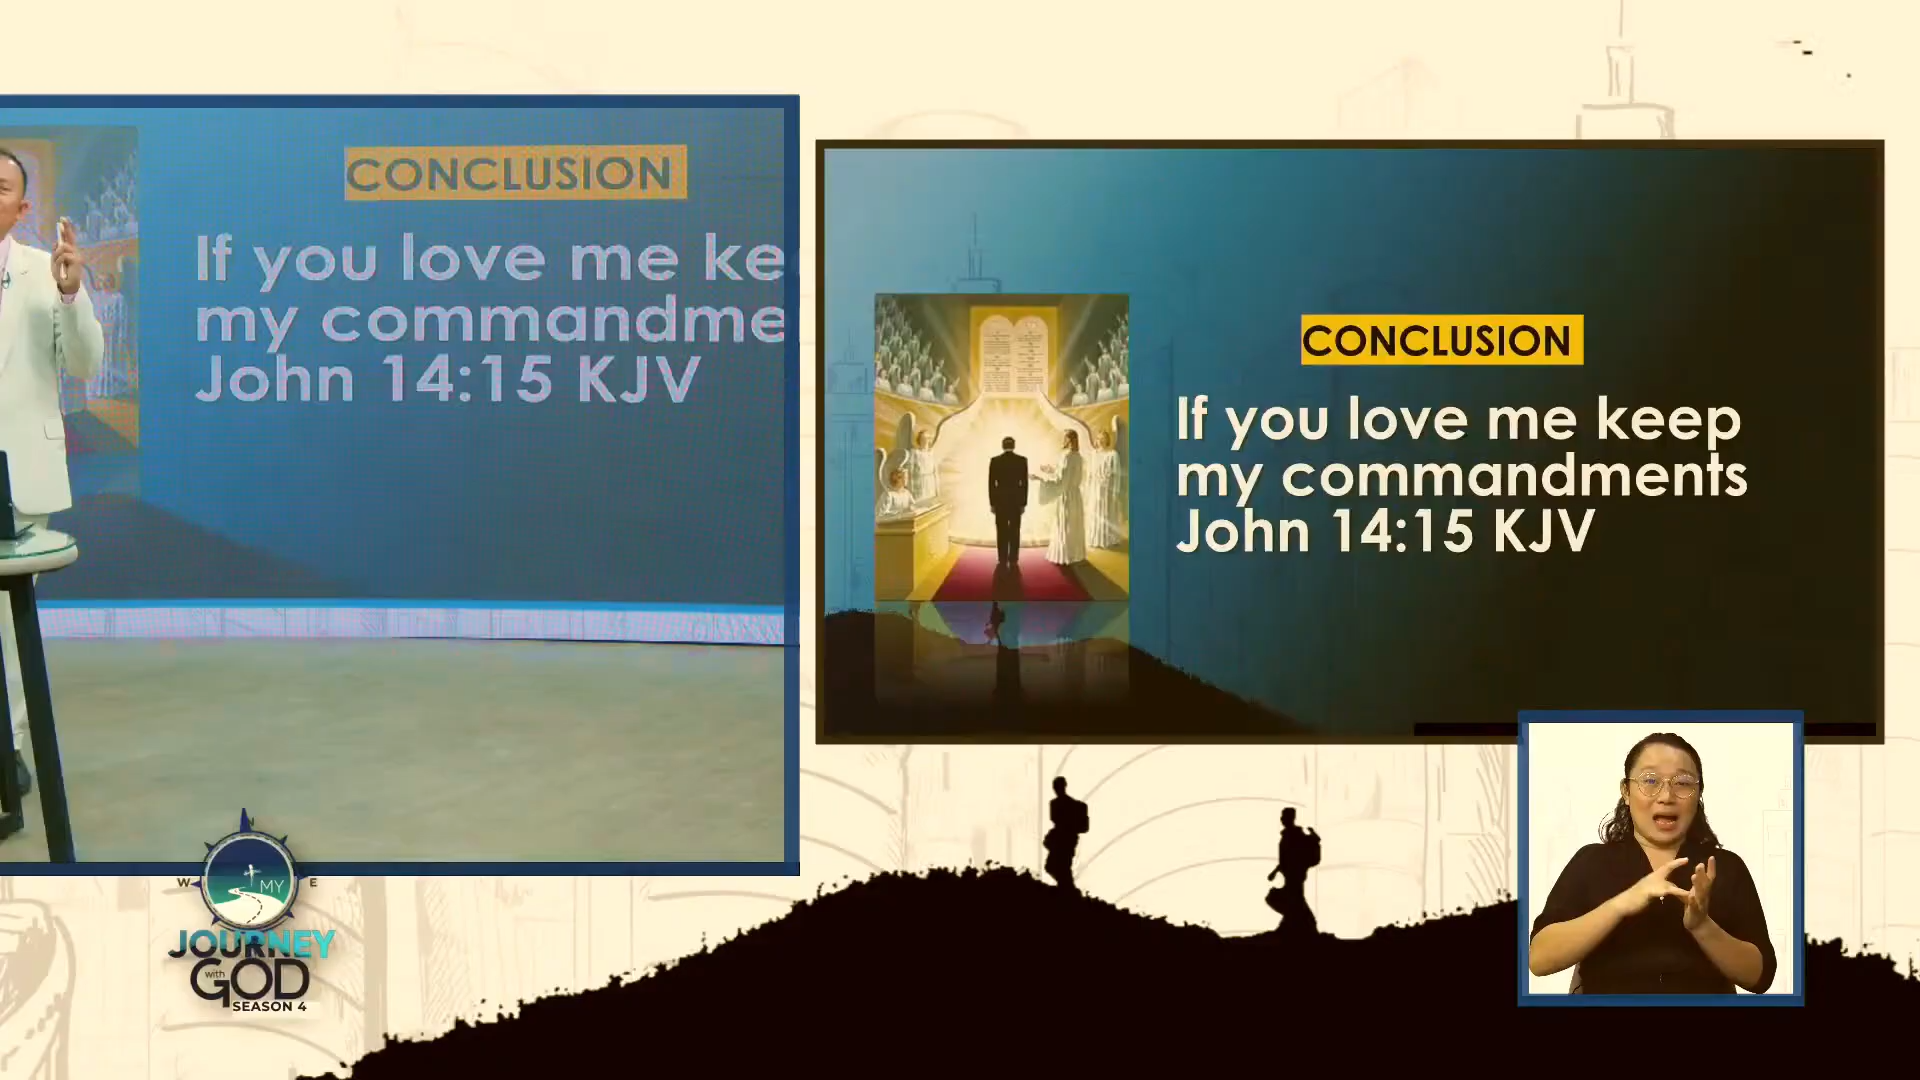 CONCLUSION
If you love me ke
my commandme
John 14:15 KJV
CONCLUSION
If you love me keep
my commandments
John 14:15 KJV
N
W
E
MY
JOURNEY
with
GOD
SEASON 4